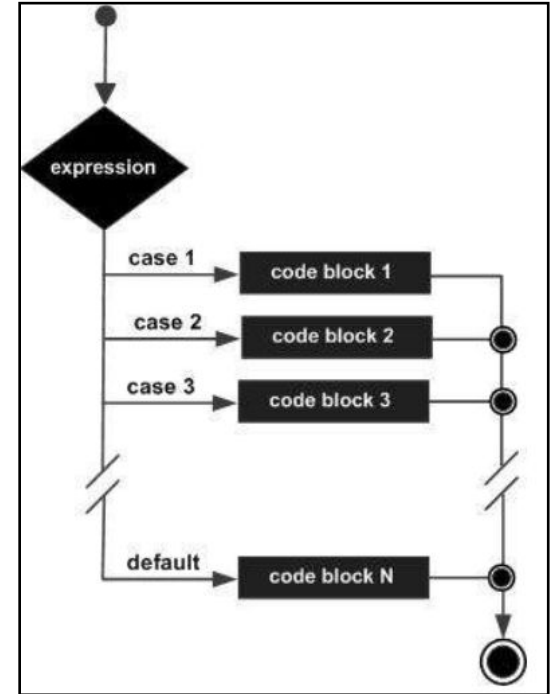 expression
case 1
code block 1
case 2
code block 2
case 3
code block 3
default
code block N